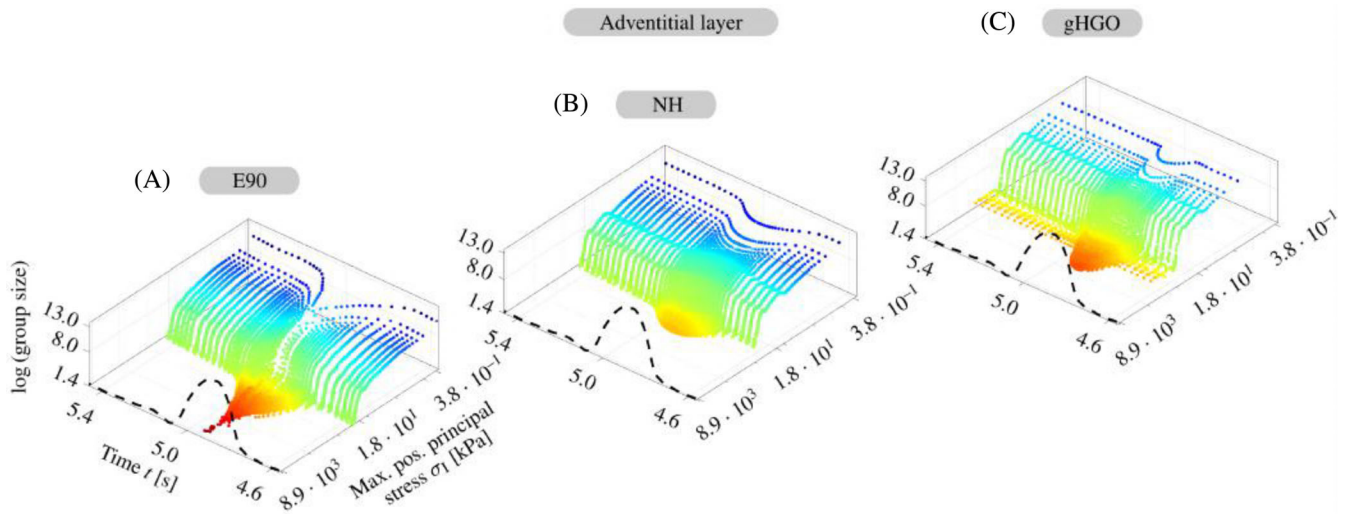 Adventitial layer
(C) gHGO
(B) NH
(A) E90
log (group size)
13.0
8.0
1.4
5.4
5.0
4.6
Time t [s]
8.9 · 10³
1.8 · 10¹
3.8 · 10⁻¹
Max. pos. principal
stress σ₁ [kPa]
13.0
8.0
1.4
5.4
5.0
4.6
8.9 · 10³
1.8 · 10¹
3.8 · 10⁻¹
13.0
8.0
1.4
5.4
5.0
4.6
8.9 · 10³
1.8 · 10¹
3.8 · 10⁻¹